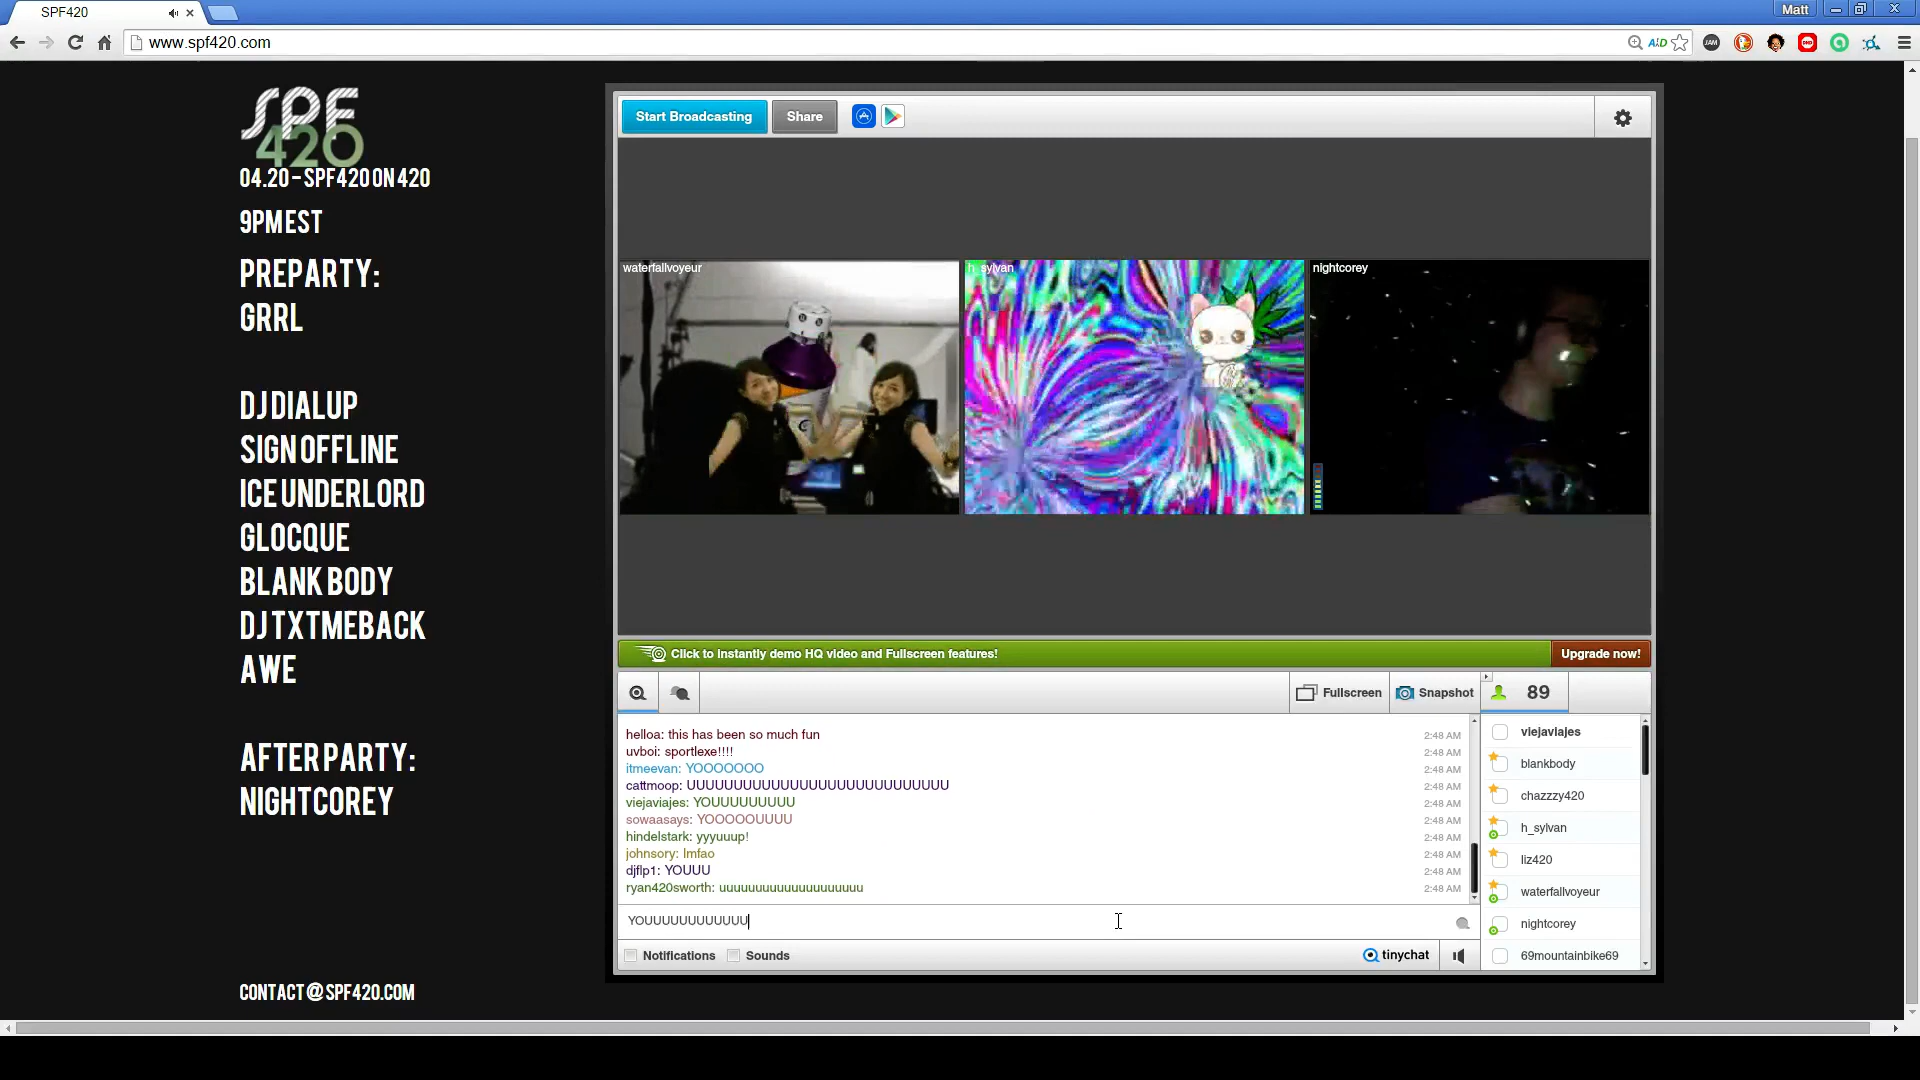 SPF420
Matt
www.spf420.com
SPF
420
04.20 - SPF420 ON 420
9PM EST
PREPARTY:
GRRL
DJ DIALUP
SIGN OFFLINE
ICE UNDERLORD
GLOCQUE
BLANK BODY
DJ TXTMEBACK
AWE
AFTER PARTY:
NIGHTCOREY
CONTACT@SPF420.COM
Start Broadcasting
Share
waterfallvoyeur
h_sylvan
nightcorey
Click to instantly demo HQ video and Fullscreen features!
Upgrade now!
Fullscreen
Snapshot
89
helloa: this has been so much fun 2:48 AM
uvboi: sportlexe!!!! 2:48 AM
itmeevan: YOOOOOOO 2:48 AM
cattmoop: UUUUUUUUUUUUUUUUUUUUUUUUUUUU 2:48 AM
viejaviajes: YOUUUUUUUUU 2:48 AM
sowaasays: YOOOOOUUUU 2:48 AM
hindelstark: yyyuuup! 2:48 AM
johnsory: lmfao 2:48 AM
djflp1: YOUUU 2:48 AM
ryan420sworth: uuuuuuuuuuuuuuuuuuuu 2:48 AM
YOUUUUUUUUUUUU
Notifications
Sounds
tinychat
viejaviajes
blankbody
chazzzy420
h_sylvan
liz420
waterfallvoyeur
nightcorey
69mountainbike69